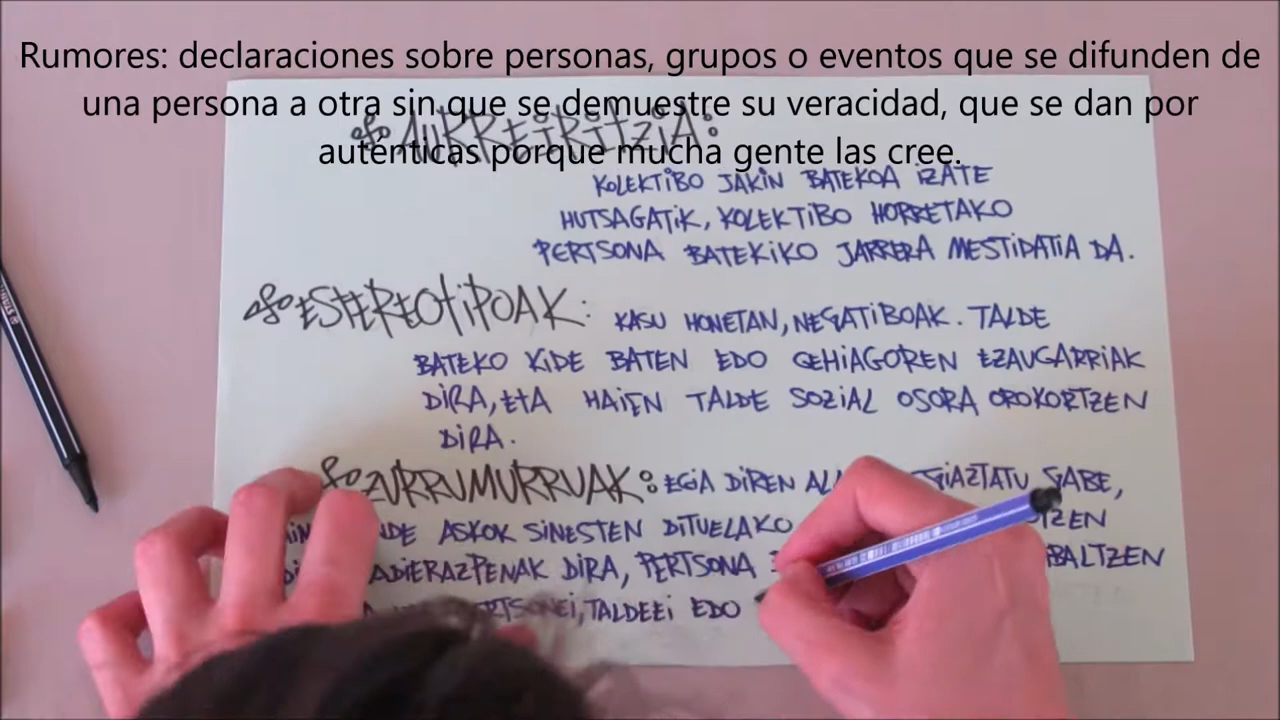 Rumores: declaraciones sobre personas, grupos o eventos que se difunden de
una persona a otra sin que se demuestre su veracidad, que se dan por
auténticas porque mucha gente las cree.
AURREIRITZIA:
KOLEKTIBO JAKIN BATEKOA IZATE
HUTSAGATIK, KOLEKTIBO HORRETAKO
PERTSONA BATEKIKO JARRERA MESTIDATIA DA.
ESTEREOTIPOAK: KASU HONETAN, NEGATIBOAK. TALDE
BATEKO KIDE BATEN EDO GEHIAGOREN EZAUGARRIAK
DIRA, ETA HAIEN TALDE SOZIAL OSORA OROKORTZEN
DIRA.
ZURRUMURRUAK: EGIA DIREN GABE,
ASKOK SINESTEN DITUELAKO
ADIERAZPENAK DIRA, PERTSONA
TALDEEI EDO